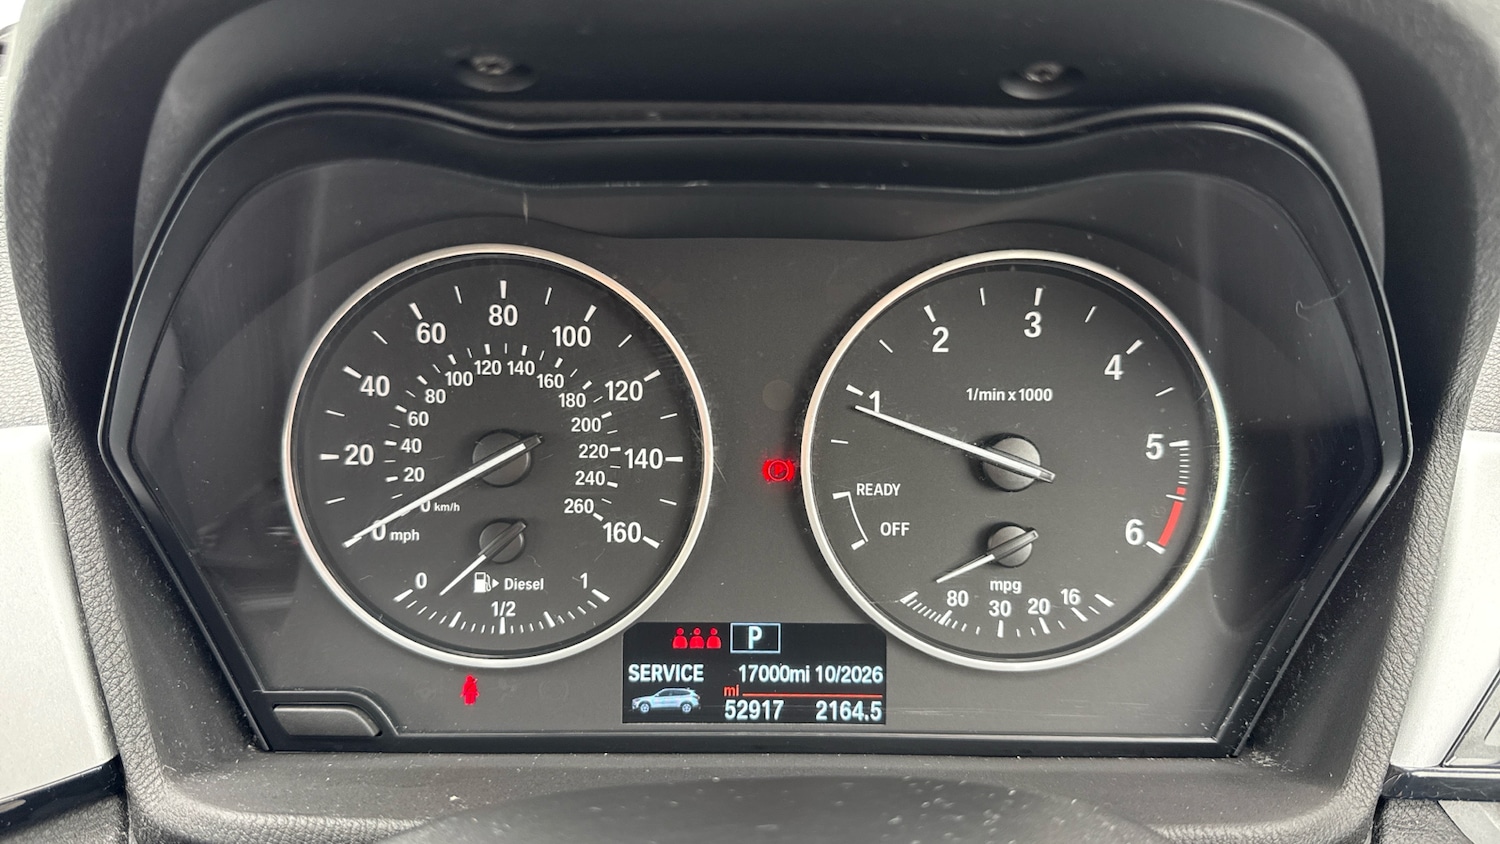 20 40 60 80 100 120 140 160
0 mph
20 40 60 80 100 120 140 160 180 200 220 240 260
0 km/h
0 1/2 1
Diesel
1 2 3 4 5 6
1/min x 1000
READY
OFF
mpg
80 30 20 16
P
SERVICE 17000mi 10/2026
mi
52917 2164.5